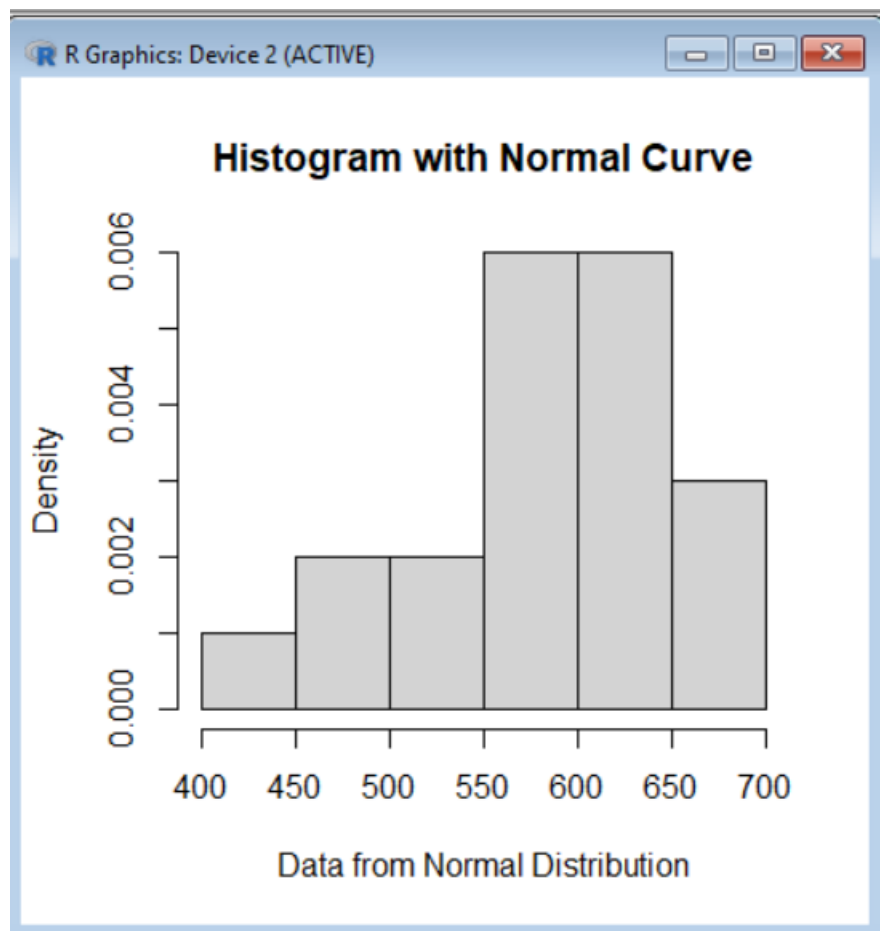 R Graphics: Device 2 (ACTIVE)
Histogram with Normal Curve
0.006
0.004
0.002
0.000
Density
400 450 500 550 600 650 700
Data from Normal Distribution